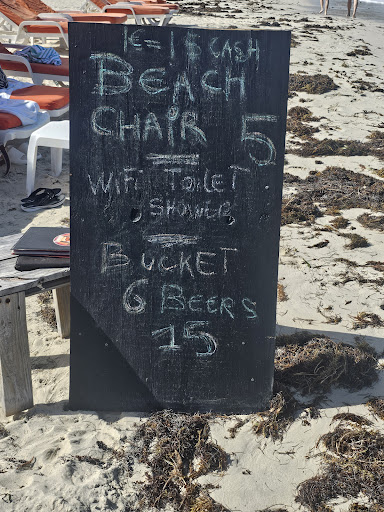 1€=1$ CASH
BEACH
CHAIR 5
WIFI TOILET
SHOWER
BUCKET
6 BEERS
15